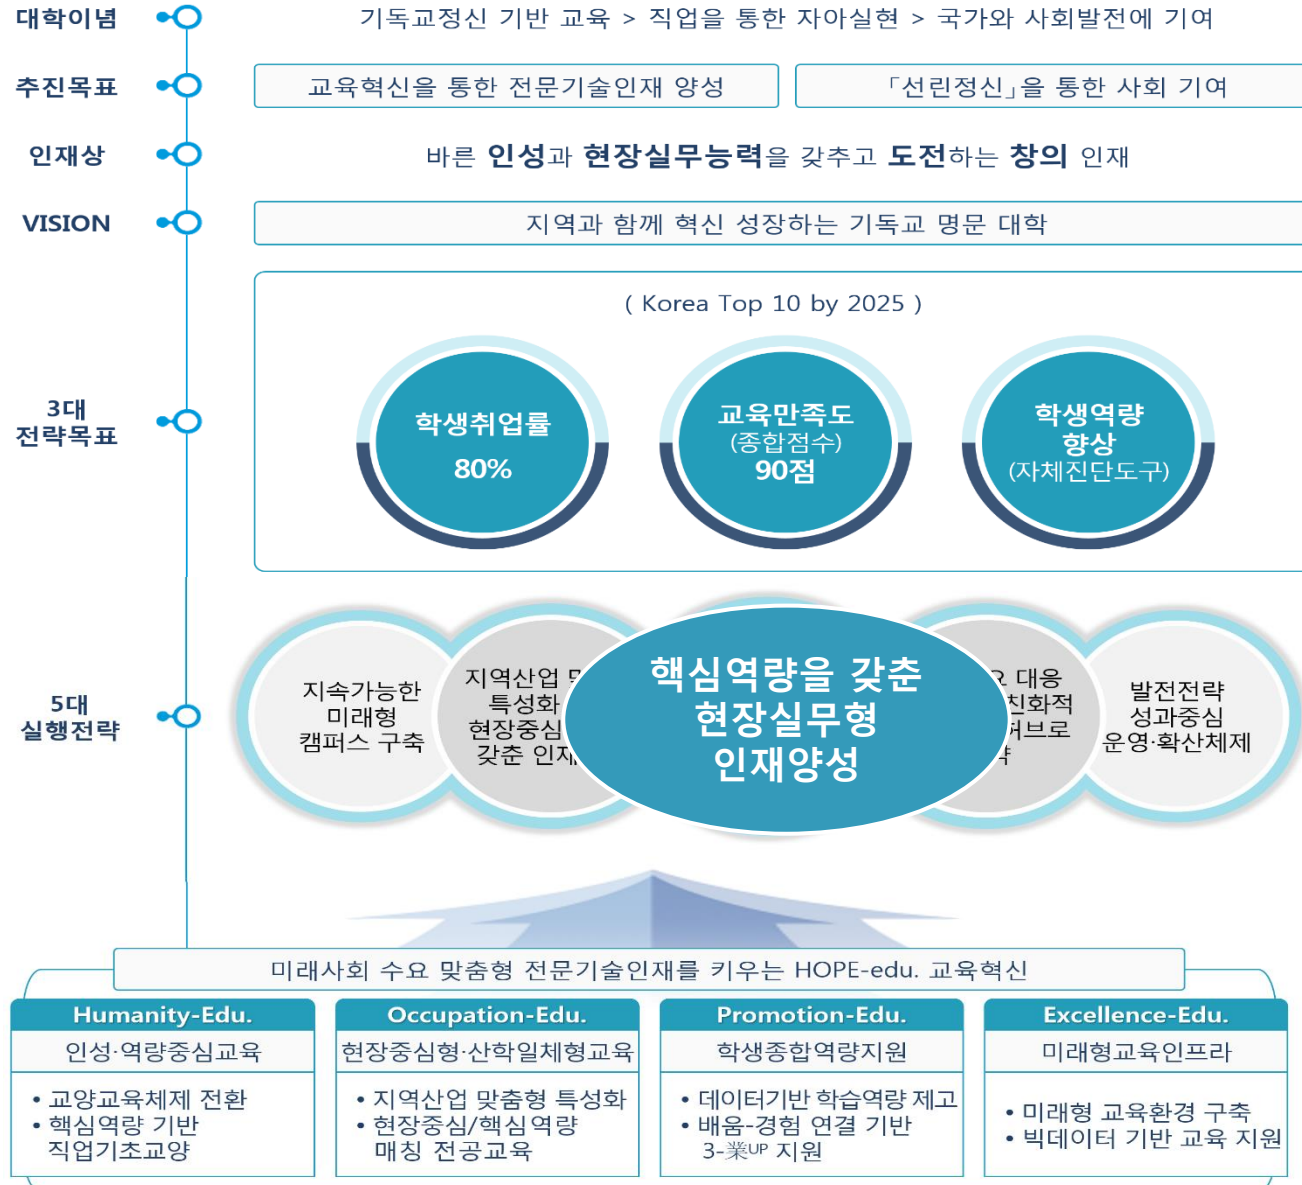 대학이념
기독교정신 기반 교육 > 직업을 통한 자아실현 > 국가와 사회발전에 기여
추진목표
교육혁신을 통한 전문기술인재 양성
「선린정신」을 통한 사회 기여
인재상
바른 인성과 현장실무능력을 갖추고 도전하는 창의 인재
VISION
지역과 함께 혁신 성장하는 기독교 명문 대학
( Korea Top 10 by 2025 )
3대
전략목표
학생취업률
80%
교육만족도
(종합점수)
90점
학생역량
향상
(자체진단도구)
5대
실행전략
지속가능한
미래형
캠퍼스 구축
지역산업
특성화
현장중심
갖춘 인재
핵심역량을 갖춘
현장실무형
인재양성
대응
친화적
허브로
발전전략
성과중심
운영·확산체제
미래사회 수요 맞춤형 전문기술인재를 키우는 HOPE-edu. 교육혁신
Humanity-Edu.
인성·역량중심교육
• 교양교육체제 전환
• 핵심역량 기반
직업기초교양
Occupation-Edu.
현장중심형·산학일체형교육
• 지역산업 맞춤형 특성화
• 현장중심/핵심역량
매칭 전공교육
Promotion-Edu.
학생종합역량지원
• 데이터기반 학습역량 제고
• 배움-경험 연결 기반
3-業UP 지원
Excellence-Edu.
미래형교육인프라
• 미래형 교육환경 구축
• 빅데이터 기반 교육 지원